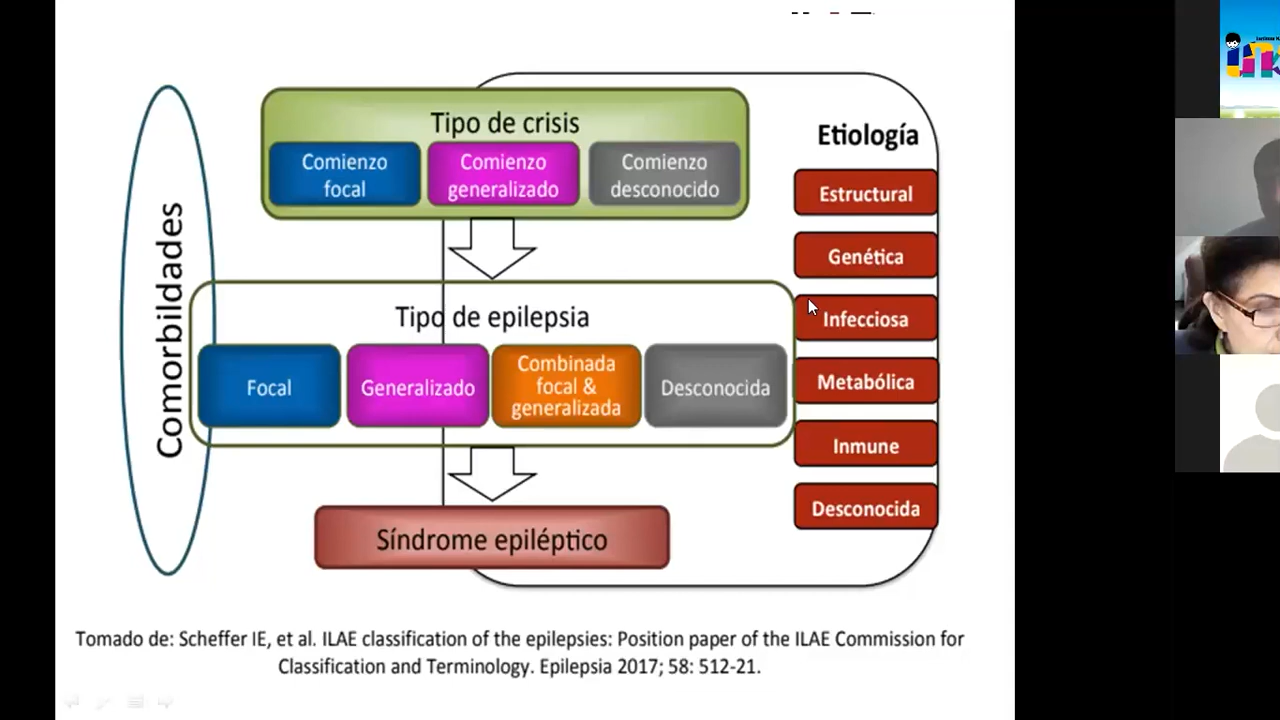 Comorbilidades
Tipo de crisis
Comienzo
focal
Comienzo
generalizado
Comienzo
desconocido
Tipo de epilepsia
Focal
Generalizado
Combinada
focal &
generalizada
Desconocida
Síndrome epiléptico
Etiología
Estructural
Genética
Infecciosa
Metabólica
Inmune
Desconocida
Tomado de: Scheffer IE, et al. ILAE classification of the epilepsies: Position paper of the ILAE Commission for
Classification and Terminology. Epilepsia 2017; 58: 512-21.